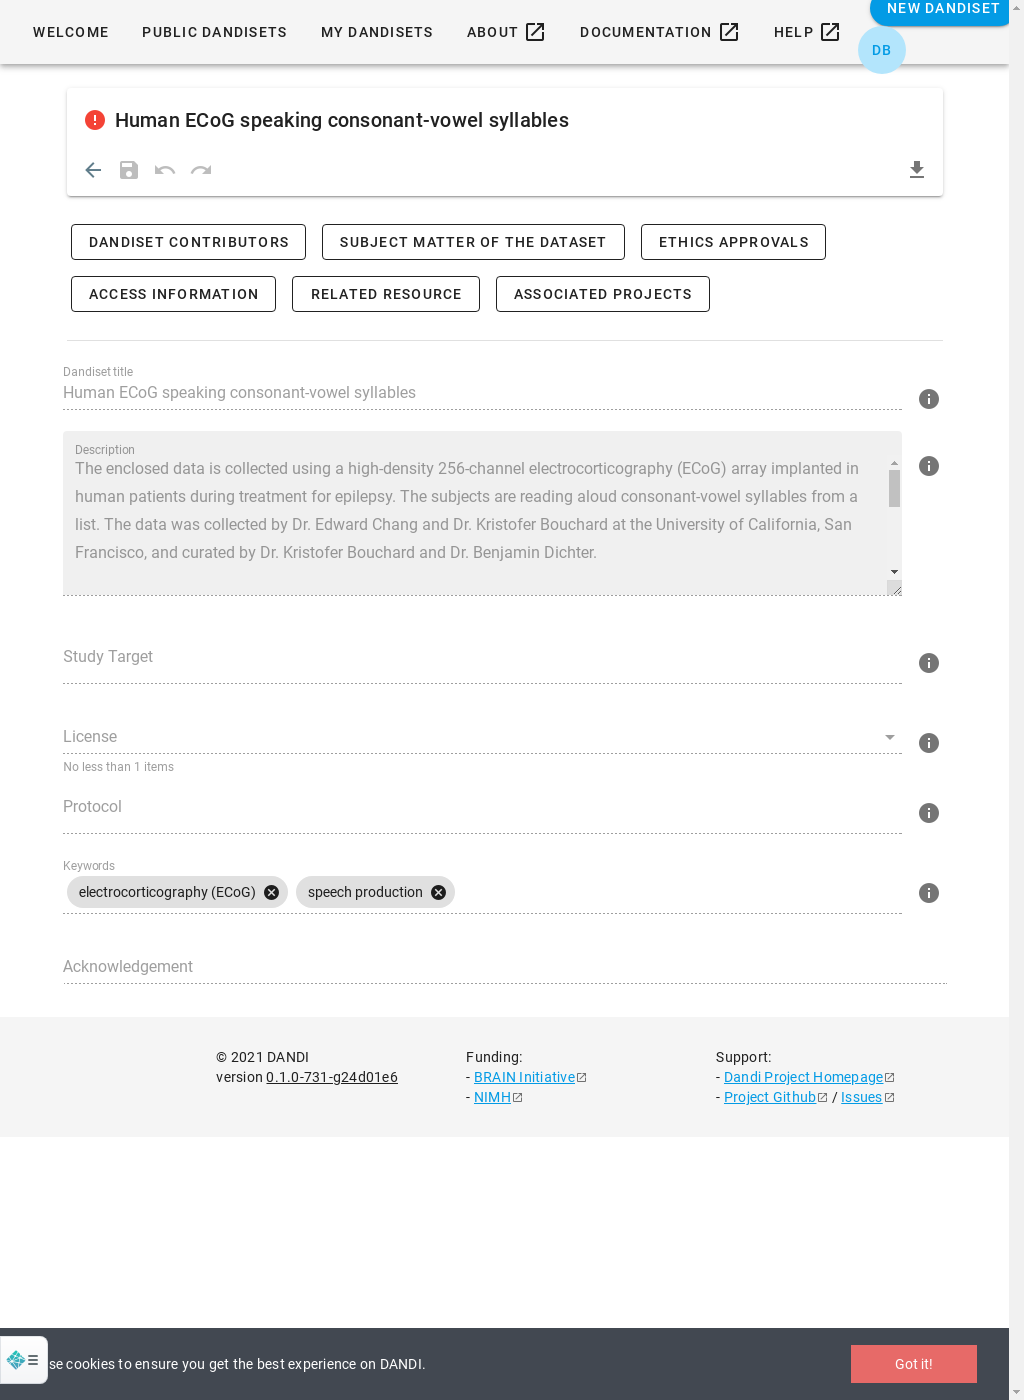 WELCOME PUBLIC DANDISETS MY DANDISETS ABOUT DOCUMENTATION HELP NEW DANDISET
DB
Human ECoG speaking consonant-vowel syllables
DANDISET CONTRIBUTORS SUBJECT MATTER OF THE DATASET ETHICS APPROVALS
ACCESS INFORMATION RELATED RESOURCE ASSOCIATED PROJECTS
Dandiset title
Human ECoG speaking consonant-vowel syllables
Description
The enclosed data is collected using a high-density 256-channel electrocorticography (ECoG) array implanted in
human patients during treatment for epilepsy. The subjects are reading aloud consonant-vowel syllables from a
list. The data was collected by Dr. Edward Chang and Dr. Kristofer Bouchard at the University of California, San
Francisco, and curated by Dr. Kristofer Bouchard and Dr. Benjamin Dichter.
Study Target
License
No less than 1 items
Protocol
Keywords
electrocorticography (ECoG) speech production
Acknowledgement
© 2021 DANDI
version 0.1.0-731-g24d01e6
Funding:
- BRAIN Initiative
- NIMH
Support:
- Dandi Project Homepage
- Project Github / Issues
se cookies to ensure you get the best experience on DANDI.
Got it!